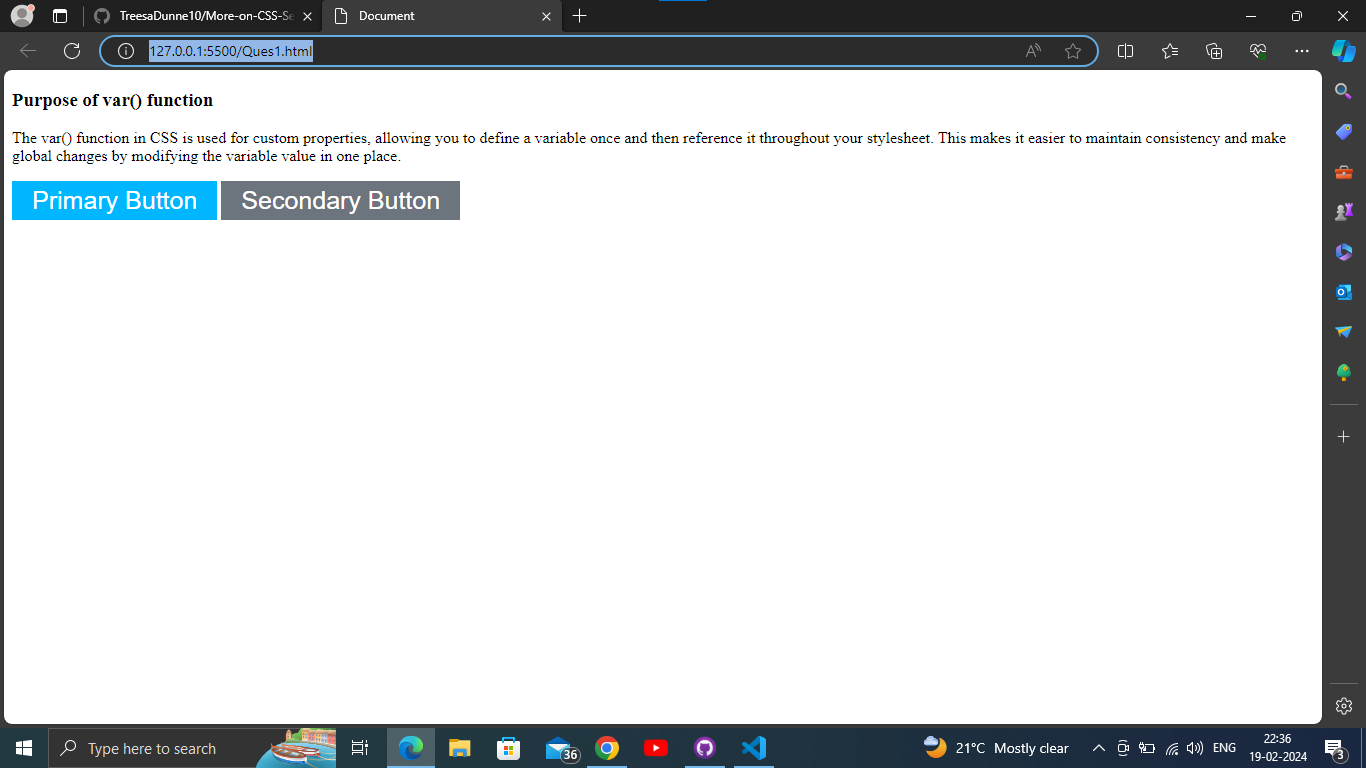 TreesaDunne10/More-on-CSS-Se
Document
127.0.0.1:5500/Ques1.html
Purpose of var() function
The var() function in CSS is used for custom properties, allowing you to define a variable once and then reference it throughout your stylesheet. This makes it easier to maintain consistency and make
global changes by modifying the variable value in one place.
Primary Button Secondary Button
Type here to search
36
21°C Mostly clear
ENG
22:36
19-02-2024
3